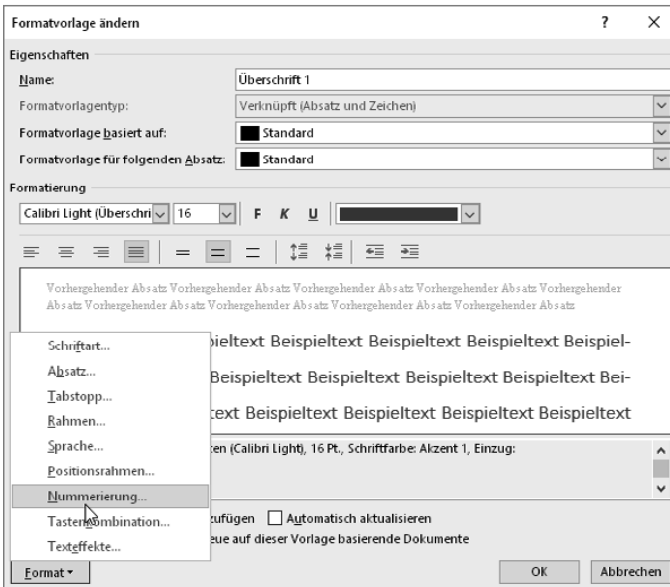 Formatvorlage ändern ? ×
Eigenschaften
Name: Überschrift 1
Formatvorlagentyp: Verknüpft (Absatz und Zeichen)
Formatvorlage basiert auf: Standard
Formatvorlage für folgenden Absatz: Standard
Formatierung
Calibri Light (Überschri 16 F K U
Vorhergehender Absatz Vorhergehender Absatz Vorhergehender Absatz Vorhergehender Absatz Vorhergehender
Absatz Vorhergehender Absatz Vorhergehender Absatz Vorhergehender Absatz Vorhergehender Absatz
pieltext Beispieltext Beispieltext Beispieltext Beispiel-
Beispieltext Beispieltext Beispieltext Beispieltext Bei-
text Beispieltext Beispieltext Beispieltext Beispieltext
Schriftart...
Absatz...
Tabstopp...
Rahmen...
Sprache...
Positionsrahmen...
Nummerierung...
Tastenkombination...
Texteffekte...
en (Calibri Light), 16 Pt., Schriftfarbe: Akzent 1, Einzug:
zufügen Automatisch aktualisieren
eue auf dieser Vorlage basierende Dokumente
Format OK Abbrechen